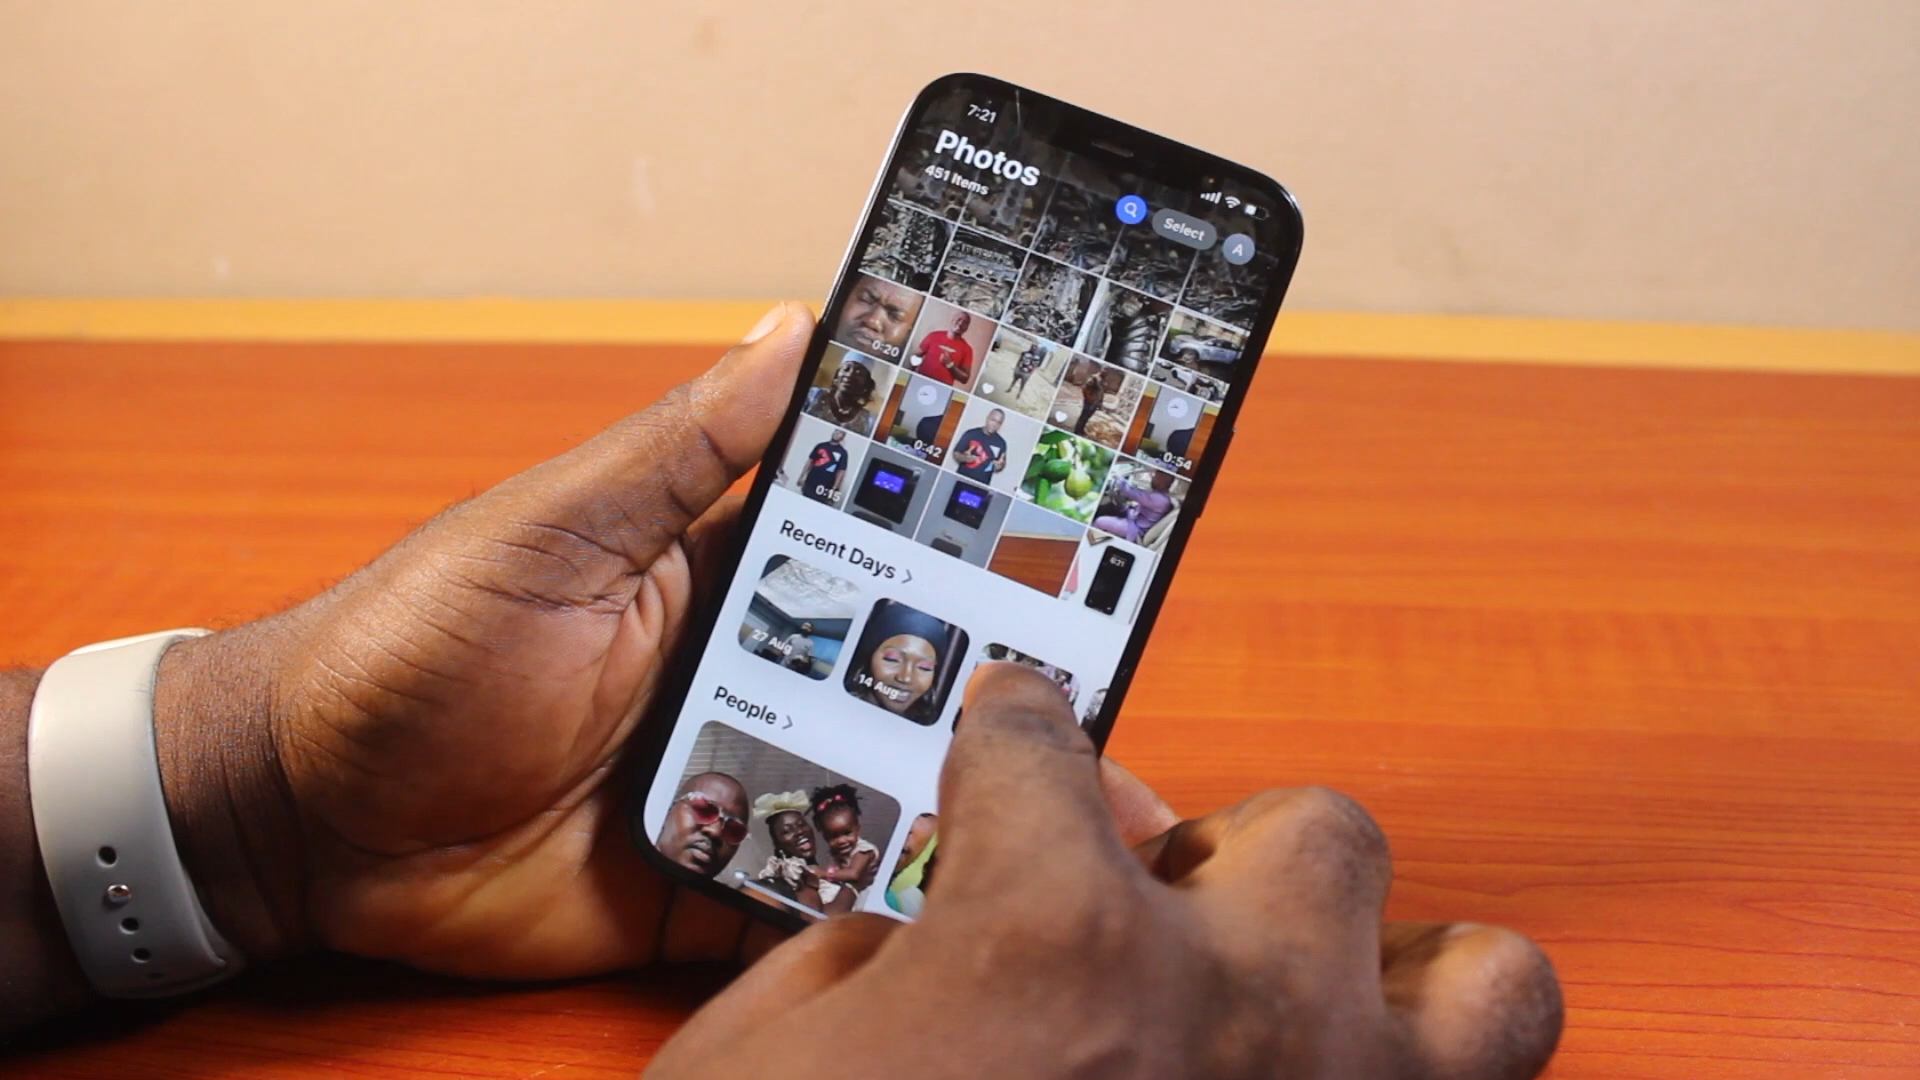 7:21
Photos
451 Items
Select
A
0:20
0:42
0:54
0:15
Recent Days >
27 Aug
14 Aug
People >